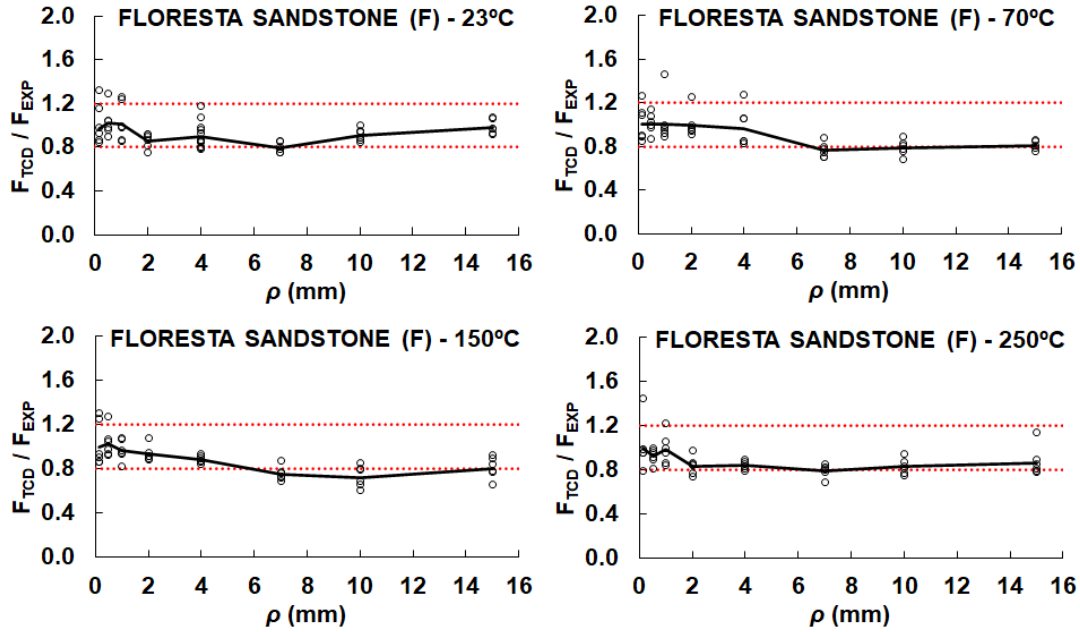 FLORESTA SANDSTONE (F) - 23ºC
2.0
1.6
1.2
0.8
0.4
0.0
F_TCD / F_EXP
0 2 4 6 8 10 12 14 16
ρ (mm)
FLORESTA SANDSTONE (F) - 70ºC
2.0
1.6
1.2
0.8
0.4
0.0
F_TCD / F_EXP
0 2 4 6 8 10 12 14 16
ρ (mm)
FLORESTA SANDSTONE (F) - 150ºC
2.0
1.6
1.2
0.8
0.4
0.0
F_TCD / F_EXP
0 2 4 6 8 10 12 14 16
ρ (mm)
FLORESTA SANDSTONE (F) - 250ºC
2.0
1.6
1.2
0.8
0.4
0.0
F_TCD / F_EXP
0 2 4 6 8 10 12 14 16
ρ (mm)